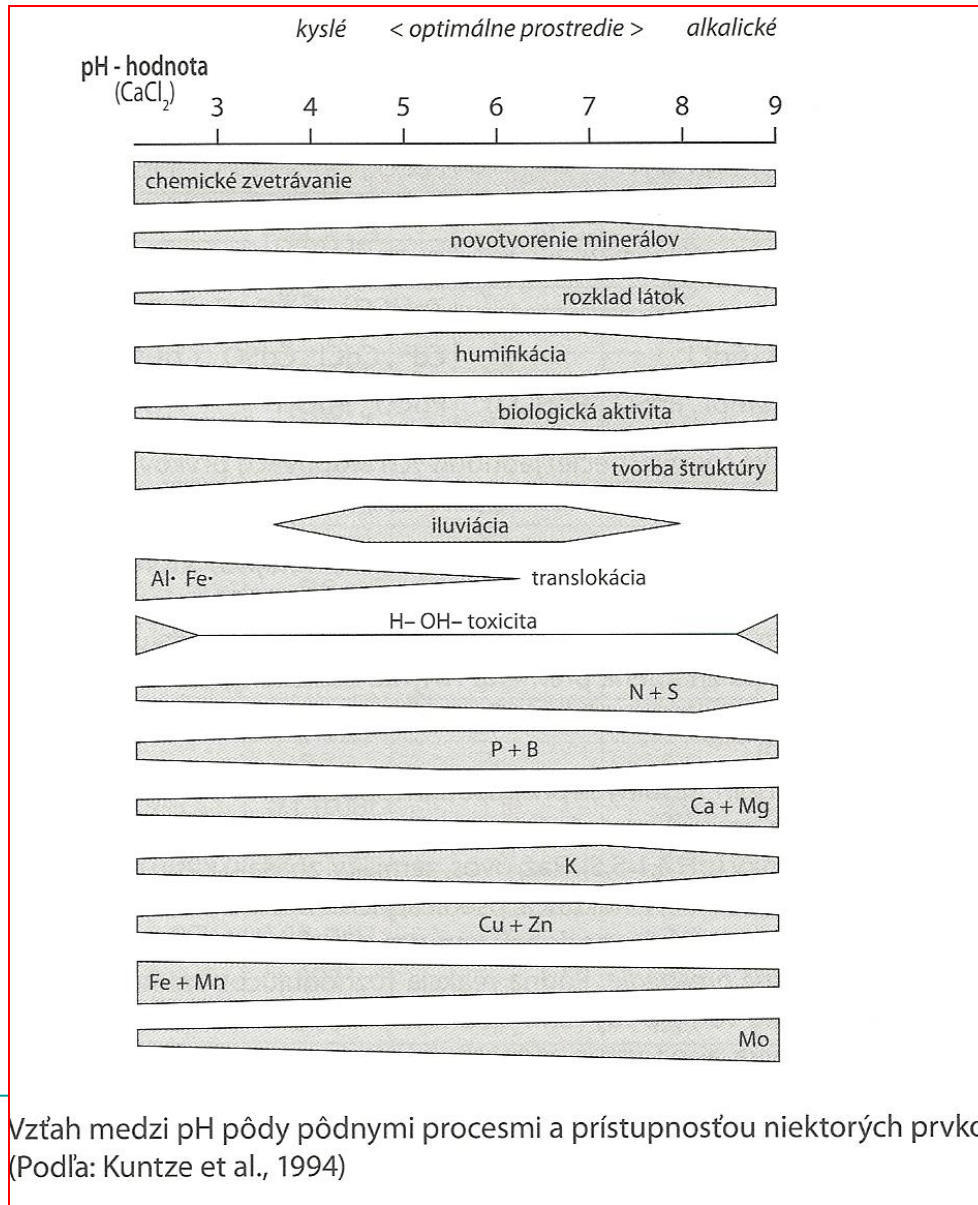 kyslé < optimálne prostredie > alkalické
pH - hodnota
(CaCl₂)
3 4 5 6 7 8 9
chemické zvetrávanie
novotvorenie minerálov
rozklad látok
humifikácia
biologická aktivita
tvorba štruktúry
iluviácia
Al· Fe· translokácia
H– OH– toxicita
N + S
P + B
Ca + Mg
K
Cu + Zn
Fe + Mn
Mo
Vzťah medzi pH pôdy pôdnymi procesmi a prístupnosťou niektorých prvko
(Podľa: Kuntze et al., 1994)